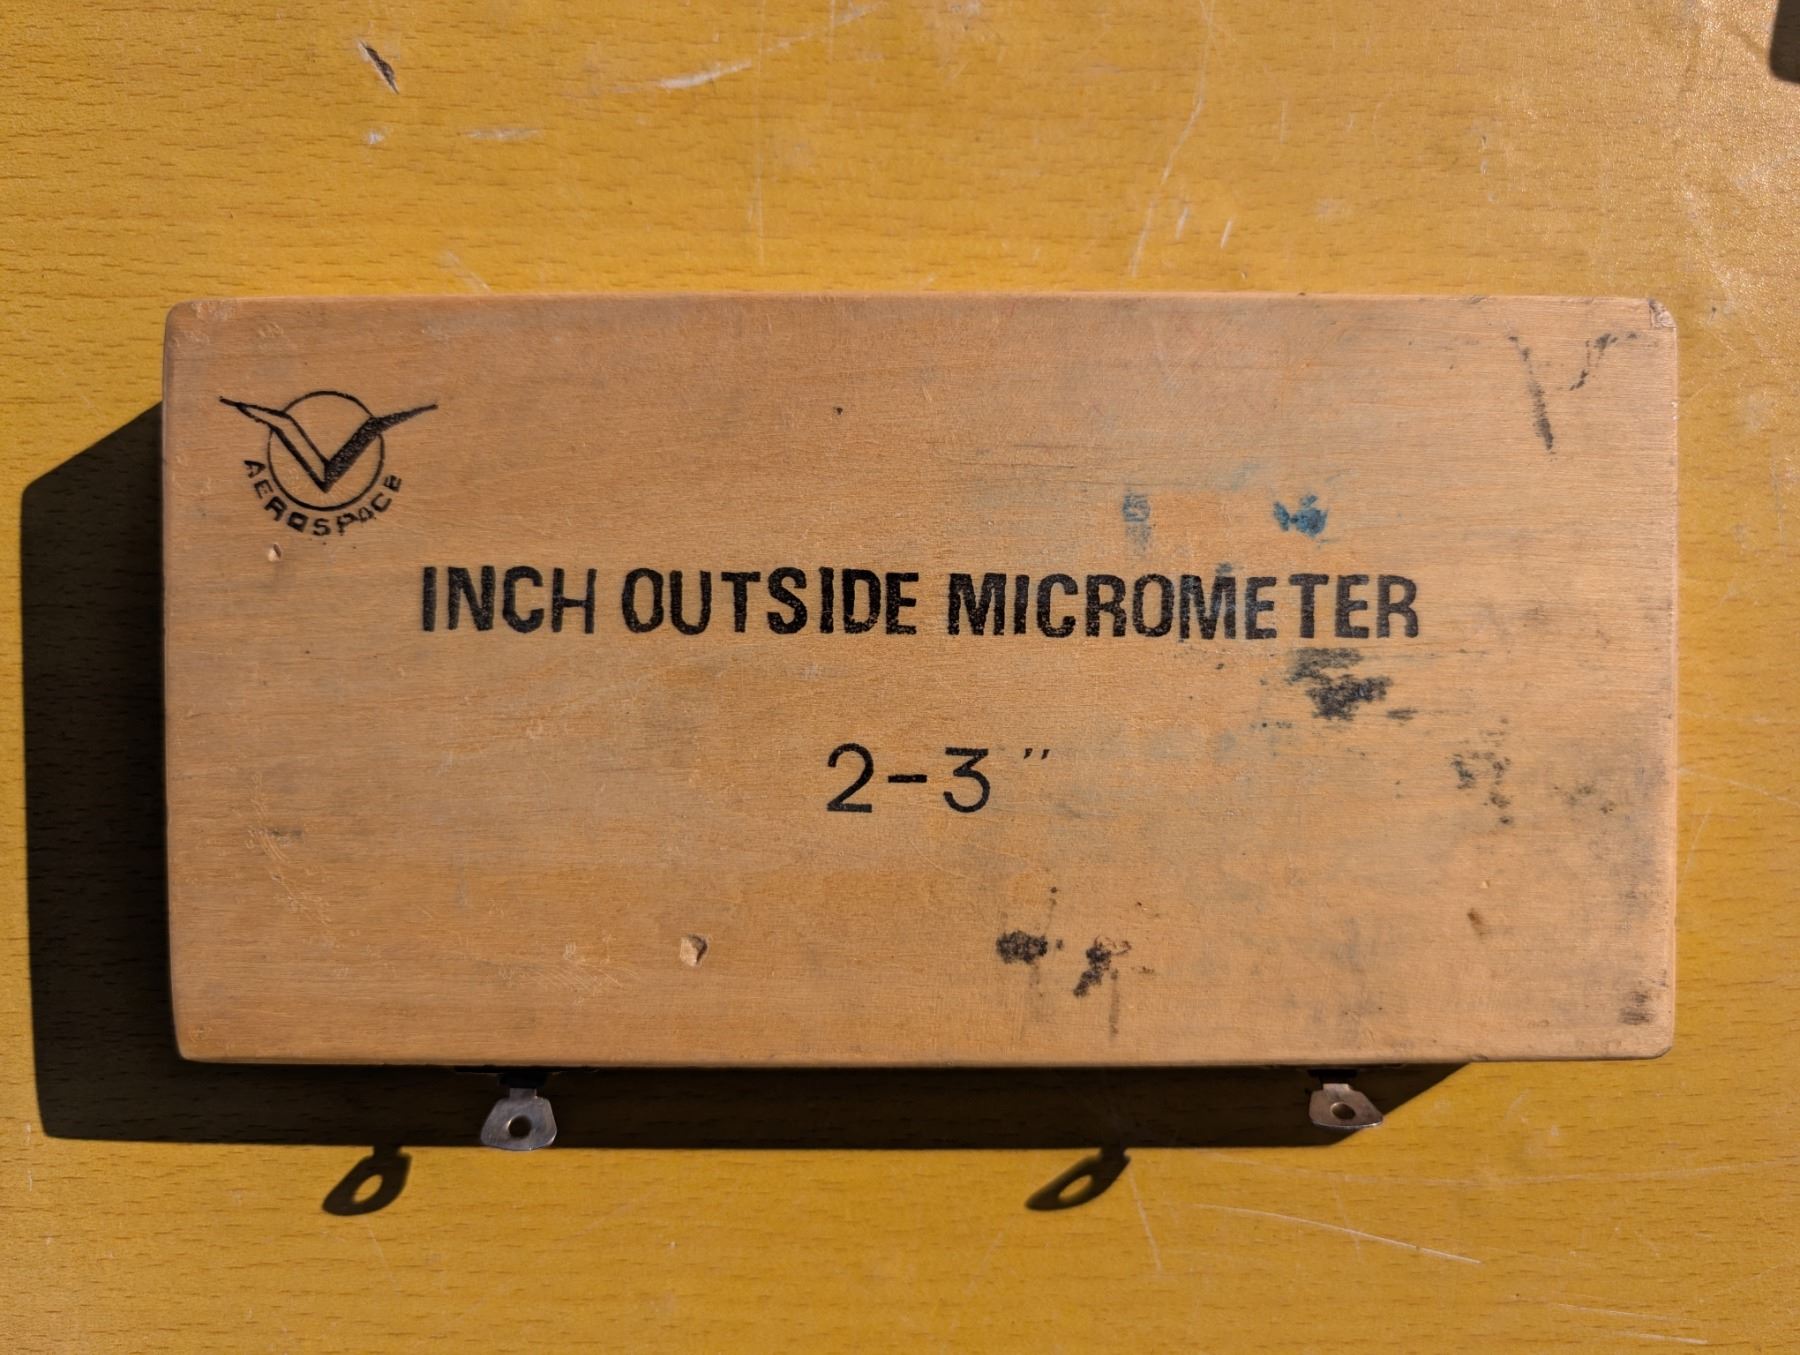 AEROSPACE
INCH OUTSIDE MICROMETER
2-3"